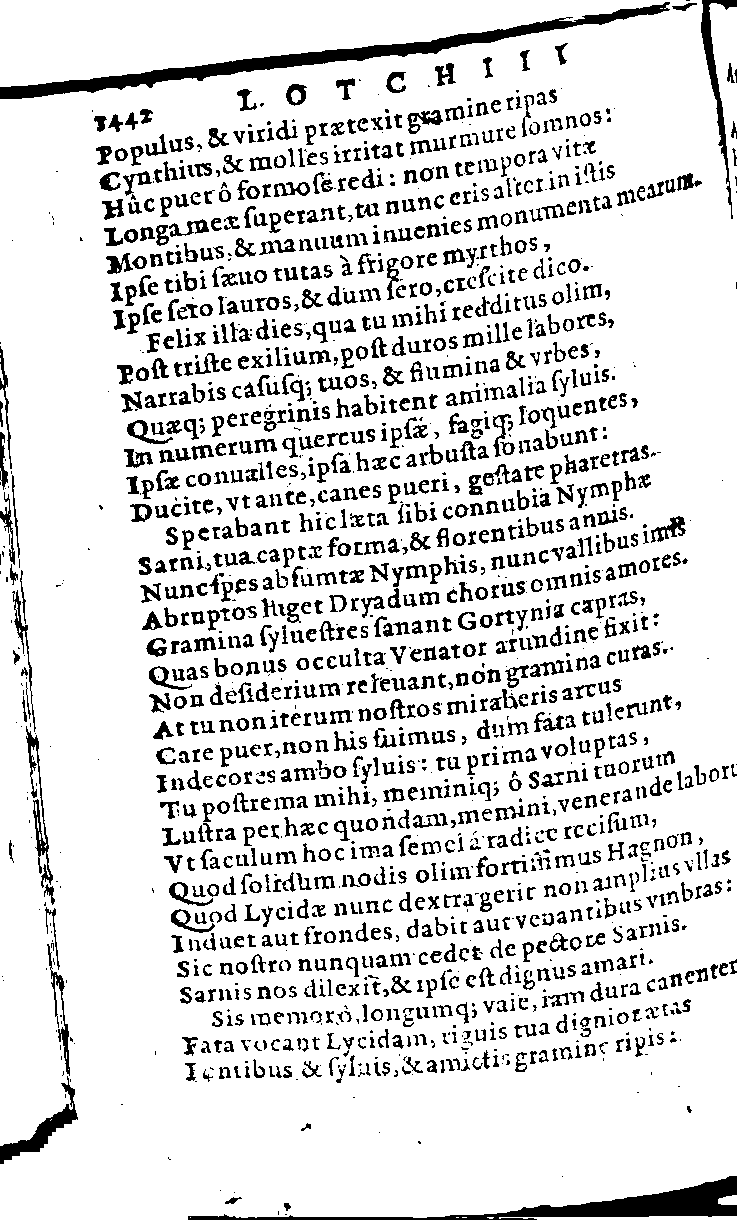 1442 L. O T C H I I I
Populus, & viridi prætexit gramine ripas
Cynthius, & molles irritat murmure ſomnos:
Hûc puer ô formoſe redi: non tempora vitæ
Longa meæ ſuperant, tu nunc eris alter in iſtis
Montibus, & manuum inuenies monumenta mearum.
Ipſe tibi ſæuo tutas à frigore myrthos,
Ipſe ſero lauros, & dum ſero, creſcite dico.
Felix illa dies, qua tu mihi redditus olim,
Poſt triſte exilium, poſt duros mille labores,
Narrabis caſuſq; tuos, & flumina & vrbes,
Quæq; peregrinis habitent animalia ſyluis.
In numerum quercus ipſæ, fagiq; loquentes,
Ipſæ conualles, ipſa hæc arbuſta ſonabunt:
Ducite, vt ante, canes pueri, geſtate pharetras.
Sperabant hic læta ſibi connubia Nymphæ
Sarni, tua captæ forma, & florentibus annis.
Nunc ſpes abſumtæ Nymphis, nunc vallibus imis
Abruptos luget Dryadum chorus omnis amores.
Gramina ſylueſtres ſanant Gortynia capras,
Quas bonus occulta Venator arundine fixit:
Non deſiderium releuant, non gramina curas.
At tu non iterum noſtros miraberis arcus
Care puer, non his fuimus, dum fata tulerunt,
Indecores ambo ſyluis: tu prima voluptas,
Tu poſtrema mihi, meminiq; ô Sarni tuorum
Luſtra per hæc quondam, memini, venerande laboru
Vt ſaculum hoc ima ſemel à radice reciſum,
Quod ſolidum nodis olim fortiſſimus Hagnon,
Quod Lycidæ nunc dextra gerit non amplius vllas
Induet aut frondes, dabit aut venantibus vmbras:
Sic noſtro nunquam cedet de pectore Sarnis.
Sarnis nos dilexit, & ipſe eſt dignus amari.
Sis memor ô, longumq; vale, iam dura canenter
Fata vocant Lycidam, riguis tua dignior ætas
Fontibus & ſyluis, & amictis gramine ripis: